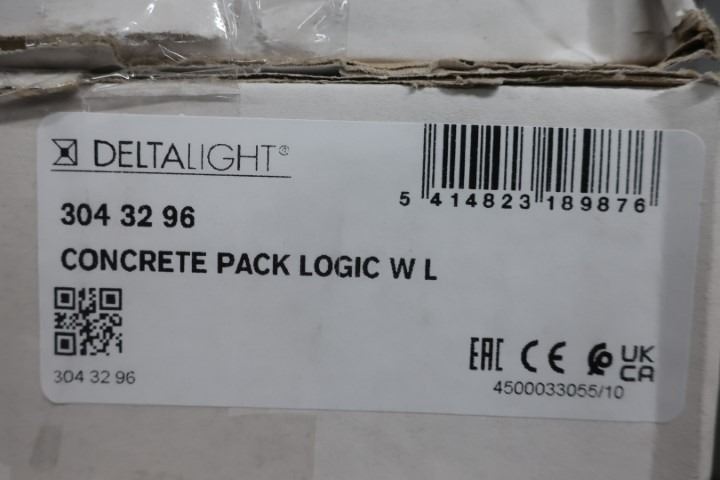 DELTALIGHT®
5 414823 189876
304 32 96
CONCRETE PACK LOGIC W L
304 32 96
EAC CE UK
CA
4500033055/10